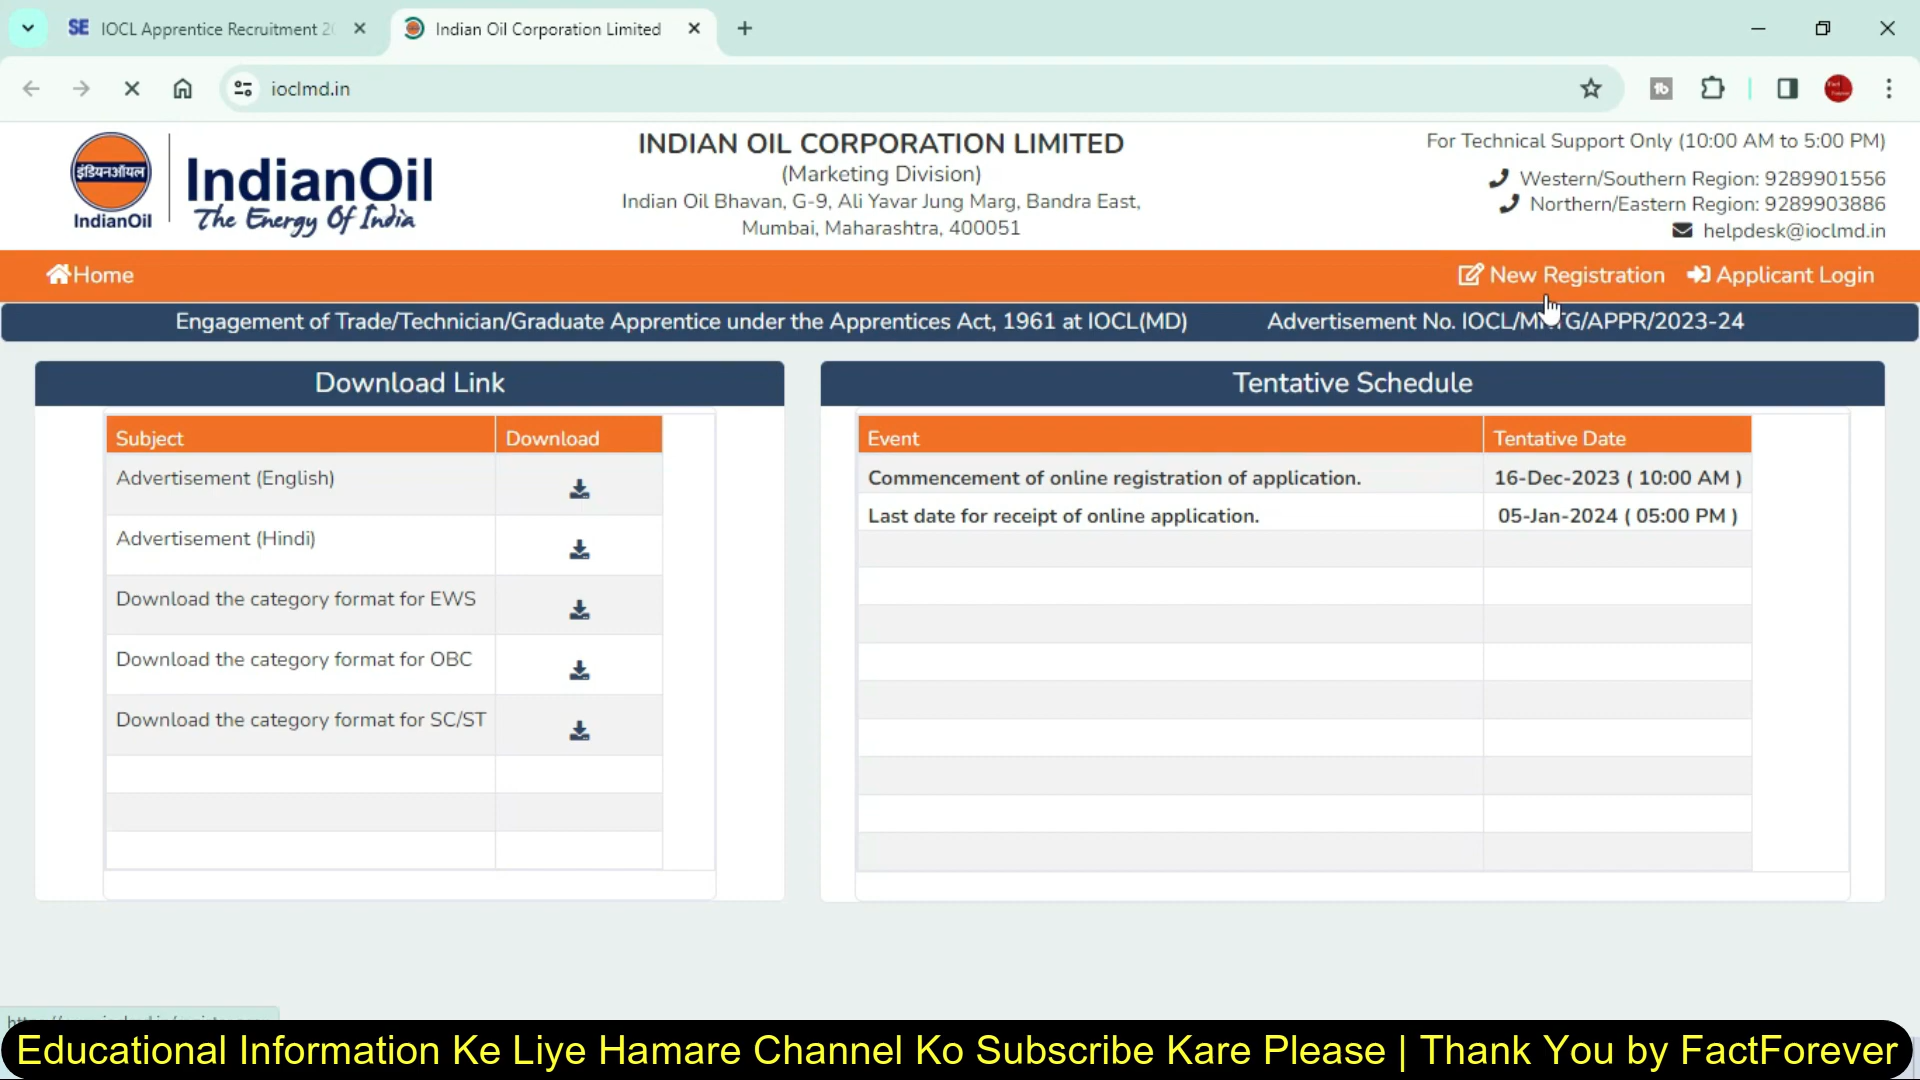 SE IOCL Apprentice Recruitment 20
Indian Oil Corporation Limited
ioclmd.in
इंडियनऑयल
IndianOil
IndianOil
The Energy Of India
INDIAN OIL CORPORATION LIMITED
(Marketing Division)
Indian Oil Bhavan, G-9, Ali Yavar Jung Marg, Bandra East,
Mumbai, Maharashtra, 400051
For Technical Support Only (10:00 AM to 5:00 PM)
Western/Southern Region: 9289901556
Northern/Eastern Region: 9289903886
helpdesk@ioclmd.in
Home
New Registration
Applicant Login
Engagement of Trade/Technician/Graduate Apprentice under the Apprentices Act, 1961 at IOCL(MD)
Advertisement No. IOCL/MKTG/APPR/2023-24
Download Link
Subject Download
Advertisement (English)
Advertisement (Hindi)
Download the category format for EWS
Download the category format for OBC
Download the category format for SC/ST
Tentative Schedule
Event Tentative Date
Commencement of online registration of application. 16-Dec-2023 ( 10:00 AM )
Last date for receipt of online application. 05-Jan-2024 ( 05:00 PM )
Educational Information Ke Liye Hamare Channel Ko Subscribe Kare Please | Thank You by FactForever